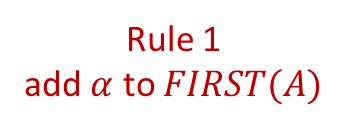 Rule 1
add 𝛼 to 𝐹𝐼𝑅𝑆𝑇(𝐴)